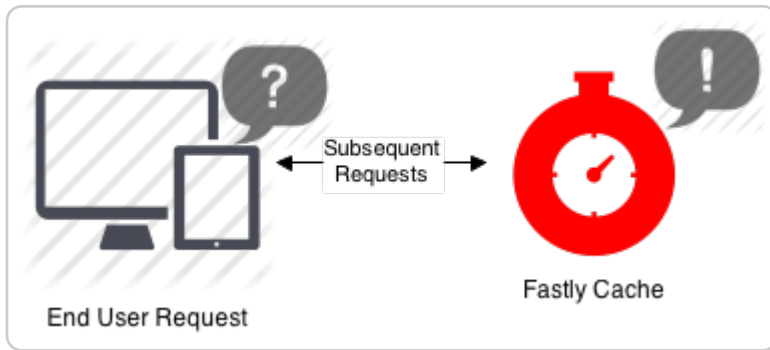 ?
!
Subsequent
Requests
Fastly Cache
End User Request